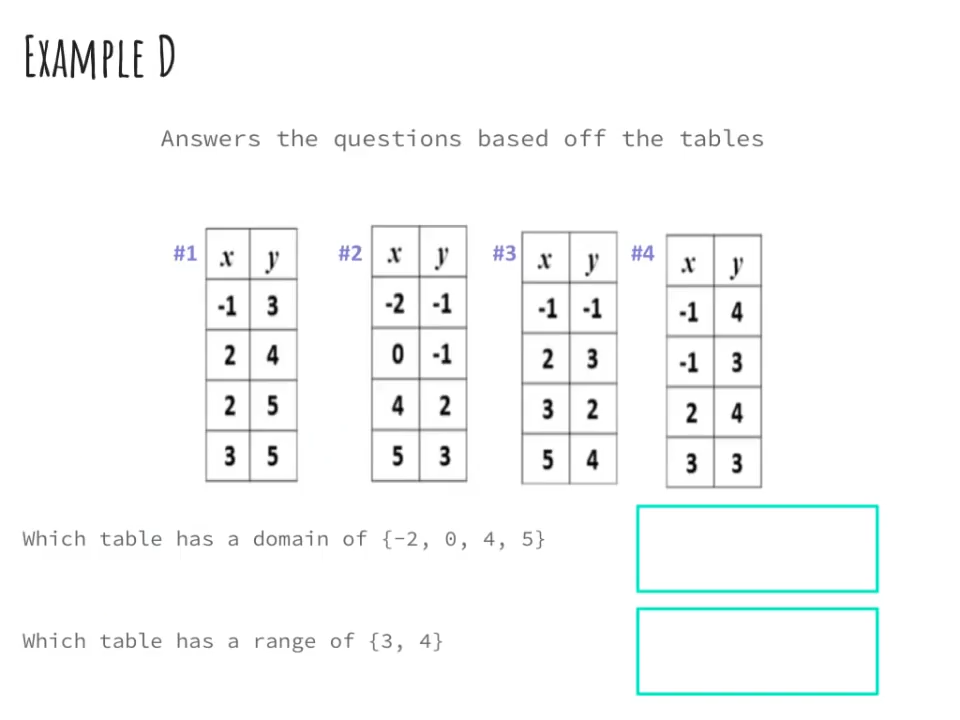 Example D
Answers the questions based off the tables
#1 x y #2 x y #3 x y #4 x y
-1 3 -2 -1 -1 -1 -1 4
2 4 0 -1 2 3 -1 3
2 5 4 2 3 2 2 4
3 5 5 3 5 4 3 3
Which table has a domain of {-2, 0, 4, 5}
Which table has a range of {3, 4}